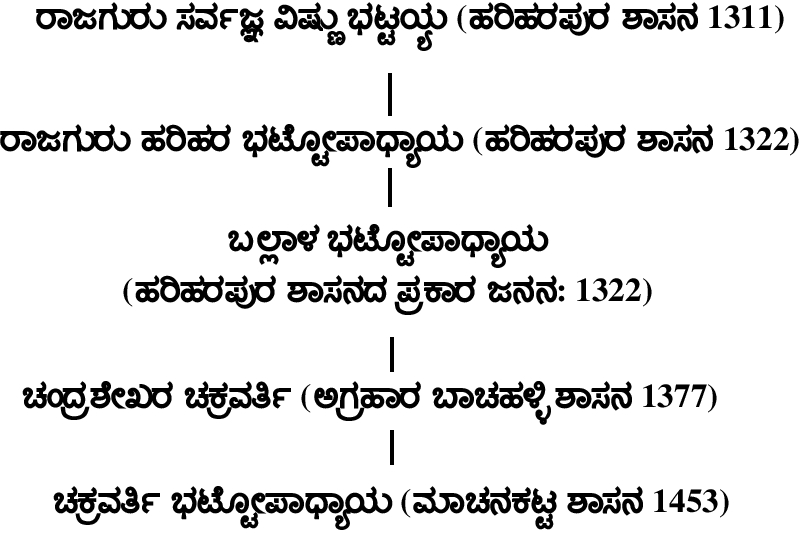 ರಾಜಗುರು ಸರ್ವಜ್ಞ ವಿಷ್ಣುಭಟ್ಟಯ್ಯ (ಹರಿಹರಪುರ ಶಾಸನ 1311)
ರಾಜಗುರು ಹರಿಹರ ಭಟ್ಟೋಪಾಧ್ಯಾಯ (ಹರಿಹರಪುರ ಶಾಸನ 1322)
ಬಲ್ಲಾಳ ಭಟ್ಟೋಪಾಧ್ಯಾಯ
(ಹರಿಹರಪುರ ಶಾಸನದ ಪ್ರಕಾರ ಜನನ: 1322)
ಚಂದ್ರಶೇಖರ ಚಕ್ರವರ್ತಿ (ಅಗ್ರಹಾರ ಬಾಚಹಳ್ಳಿ ಶಾಸನ 1377)
ಚಕ್ರವರ್ತಿ ಭಟ್ಟೋಪಾಧ್ಯಾಯ (ಮಾಚನಕಟ್ಟ ಶಾಸನ 1453)